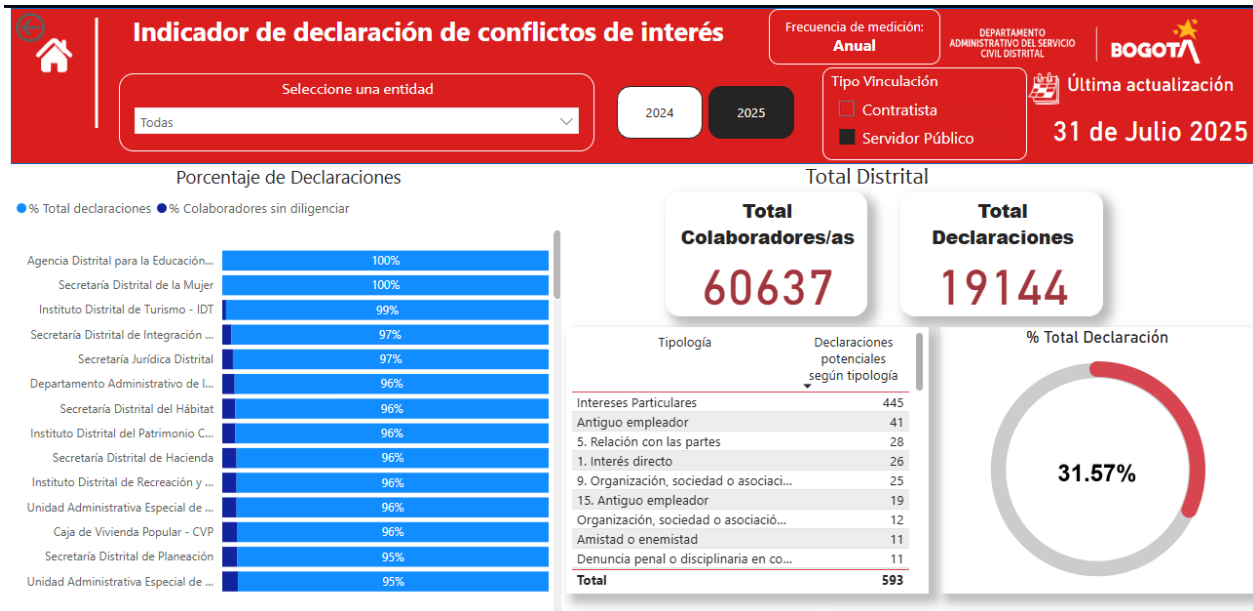 Indicador de declaración de conflictos de interés
Frecuencia de medición:
Anual
DEPARTAMENTO
ADMINISTRATIVO DEL SERVICIO
CIVIL DISTRITAL
BOGOTÁ
Seleccione una entidad
Todas
2024
2025
Tipo Vinculación
Contratista
Servidor Público
Última actualización
31 de Julio 2025
Porcentaje de Declaraciones
% Total declaraciones % Colaboradores sin diligenciar
Agencia Distrital para la Educación... 100%
Secretaría Distrital de la Mujer 100%
Instituto Distrital de Turismo - IDT 99%
Secretaría Distrital de Integración ... 97%
Secretaría Jurídica Distrital 97%
Departamento Administrativo de l... 96%
Secretaría Distrital del Hábitat 96%
Instituto Distrital del Patrimonio C... 96%
Secretaría Distrital de Hacienda 96%
Instituto Distrital de Recreación y ... 96%
Unidad Administrativa Especial de ... 96%
Caja de Vivienda Popular - CVP 96%
Secretaría Distrital de Planeación 95%
Unidad Administrativa Especial de ... 95%
Total Distrital
Total
Colaboradores/as
60637
Total
Declaraciones
19144
Tipología Declaraciones
potenciales
según tipología
Intereses Particulares 445
Antiguo empleador 41
5. Relación con las partes 28
1. Interés directo 26
9. Organización, sociedad o asociaci... 25
15. Antiguo empleador 19
Organización, sociedad o asociació... 12
Amistad o enemistad 11
Denuncia penal o disciplinaria en co... 11
Total 593
% Total Declaración
31.57%